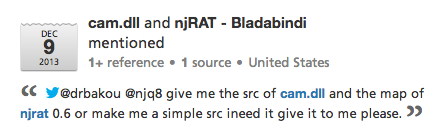 cam.dll and njRAT - Bladabindi
mentioned
DEC
9
2013
1+ reference • 1 source • United States
“ @drbakou @njq8 give me the src of cam.dll and the map of
njrat 0.6 or make me a simple src ineed it give it to me please. ”